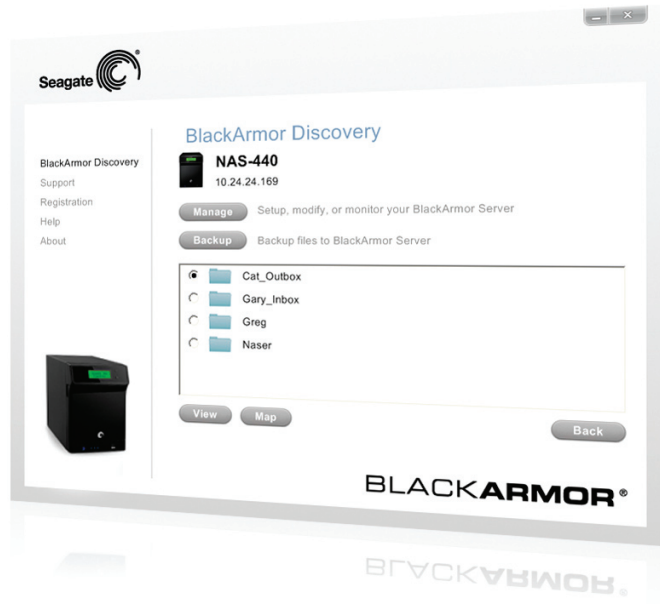 Seagate
BlackArmor Discovery
Support
Registration
Help
About
BlackArmor Discovery
NAS-440
10.24.24.169
Manage Setup, modify, or monitor your BlackArmor Server
Backup Backup files to BlackArmor Server
Cat_Outbox
Gary_Inbox
Greg
Naser
View Map
Back
BLACKARMOR®